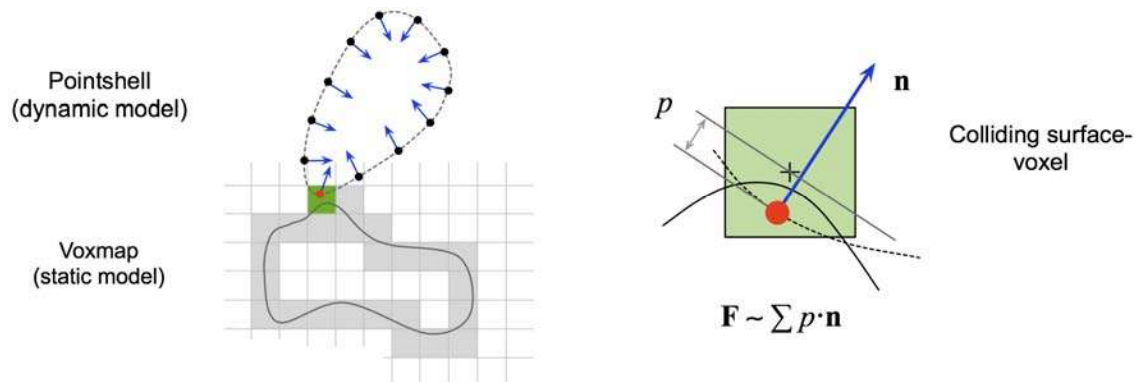 Pointshell
(dynamic model)
Voxmap
(static model)
n
p
Colliding surface-
voxel
F ~ ∑ p·n